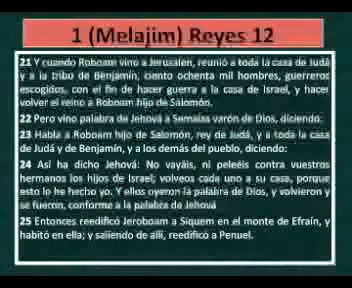 1 (Melajim) Reyes 12
21 Y cuando Roboam vino a Jerusalén, reunió a toda la casa de Judá
y a la tribu de Benjamín, ciento ochenta mil hombres, guerreros
escogidos, con el fin de hacer guerra a la casa de Israel, y hacer
volver el reino a Roboam hijo de Salomón.
22 Pero vino palabra de Jehová a Semaías varón de Dios, diciendo:
23 Habla a Roboam hijo de Salomón, rey de Judá, y a toda la casa
de Judá y de Benjamín, y a los demás del pueblo, diciendo:
24 Así ha dicho Jehová: No vayáis, ni peleéis contra vuestros
hermanos los hijos de Israel; volveos cada uno a su casa, porque
esto lo he hecho yo. Y ellos oyeron la palabra de Dios, y volvieron y
se fueron, conforme a la palabra de Jehová
25 Entonces reedificó Jeroboam a Siquem en el monte de Efraín, y
habitó en ella; y saliendo de allí, reedificó a Penuel.